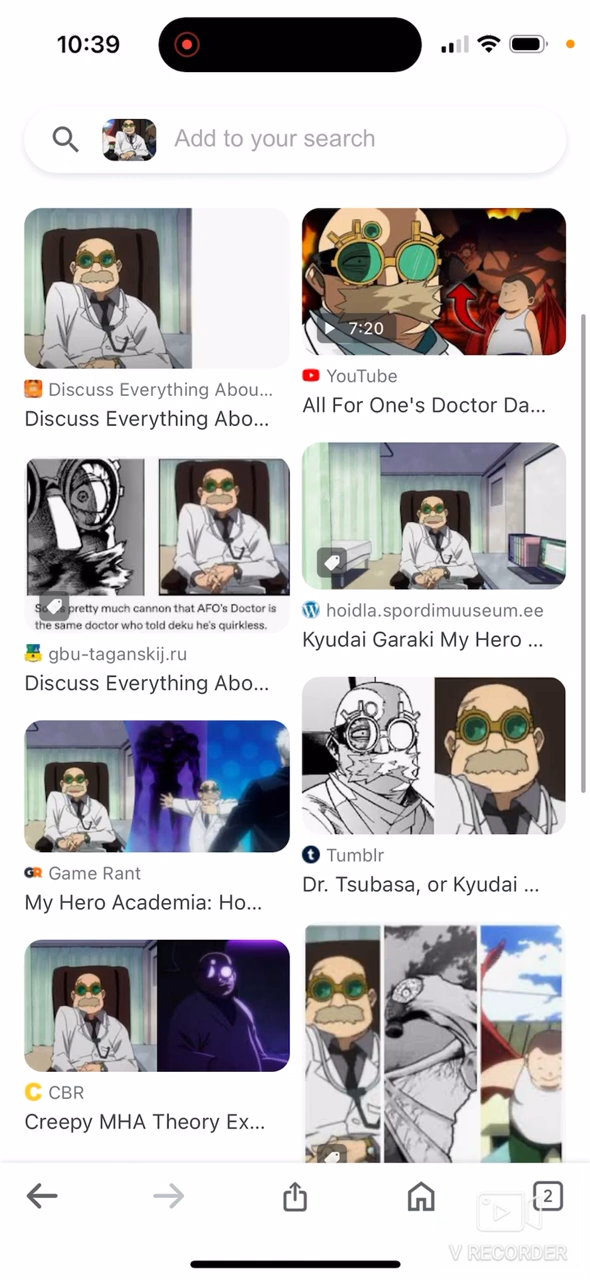 10:39
Add to your search
Discuss Everything Abou...
Discuss Everything Abo...
7:20
YouTube
All For One's Doctor Da...
pretty much cannon that AFO's Doctor is
the same doctor who told deku he's quirkless.
gbu-taganskij.ru
Discuss Everything Abo...
hoidla.spordimuuseum.ee
Kyudai Garaki My Hero ...
GR Game Rant
My Hero Academia: Ho...
Tumblr
Dr. Tsubasa, or Kyudai ...
CBR
Creepy MHA Theory Ex...
2
V RECORDER